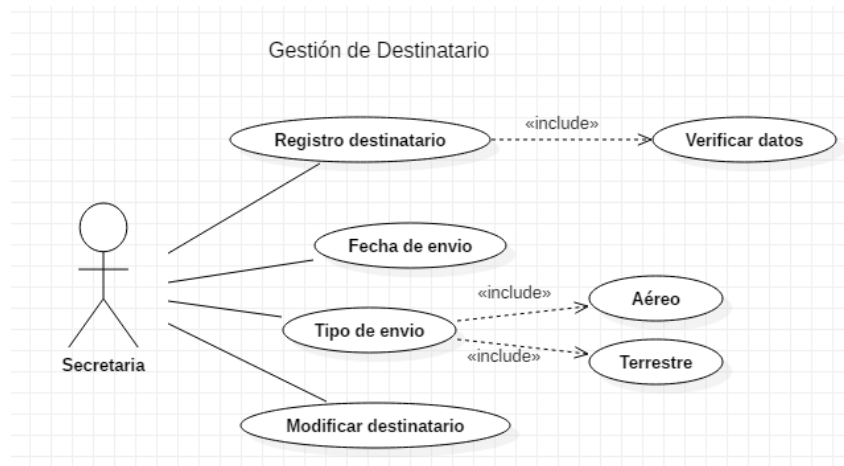 Gestión de Destinatario
«include»
Registro destinatario
Verificar datos
Fecha de envio
«include»
Aéreo
Tipo de envio
«include»
Terrestre
Secretaria
Modificar destinatario